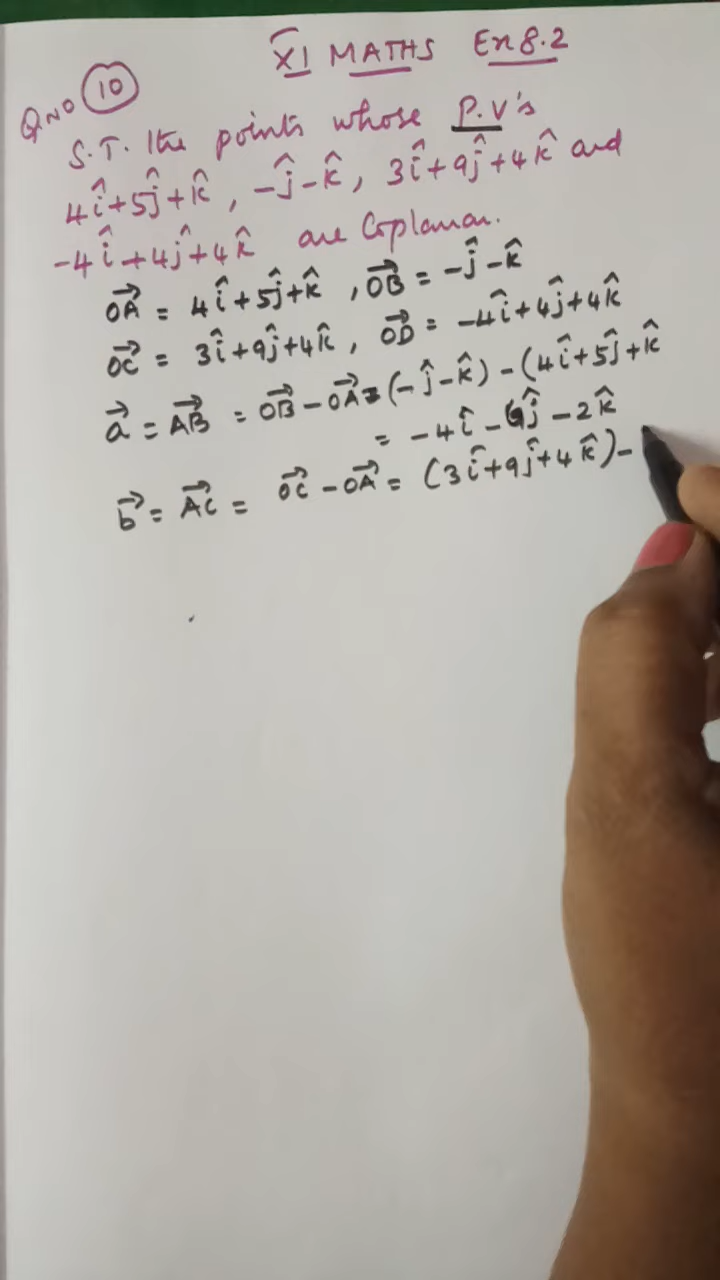 XI MATHS Ex 8.2
QNO 10
S.T. the points whose P.V's
4î+5ĵ+k̂, -ĵ-k̂, 3î+9ĵ+4k̂ and
-4î+4ĵ+4k̂ are Coplanar.
OA⃗ = 4î+5ĵ+k̂, OB⃗ = -ĵ-k̂
OC⃗ = 3î+9ĵ+4k̂, OD⃗ = -4î+4ĵ+4k̂
a⃗ = AB⃗ = OB⃗ - OA⃗ = (-ĵ-k̂) - (4î+5ĵ+k̂
= -4î - 6ĵ - 2k̂
b⃗ = AC⃗ = OC⃗ - OA⃗ = (3î+9ĵ+4k̂) -